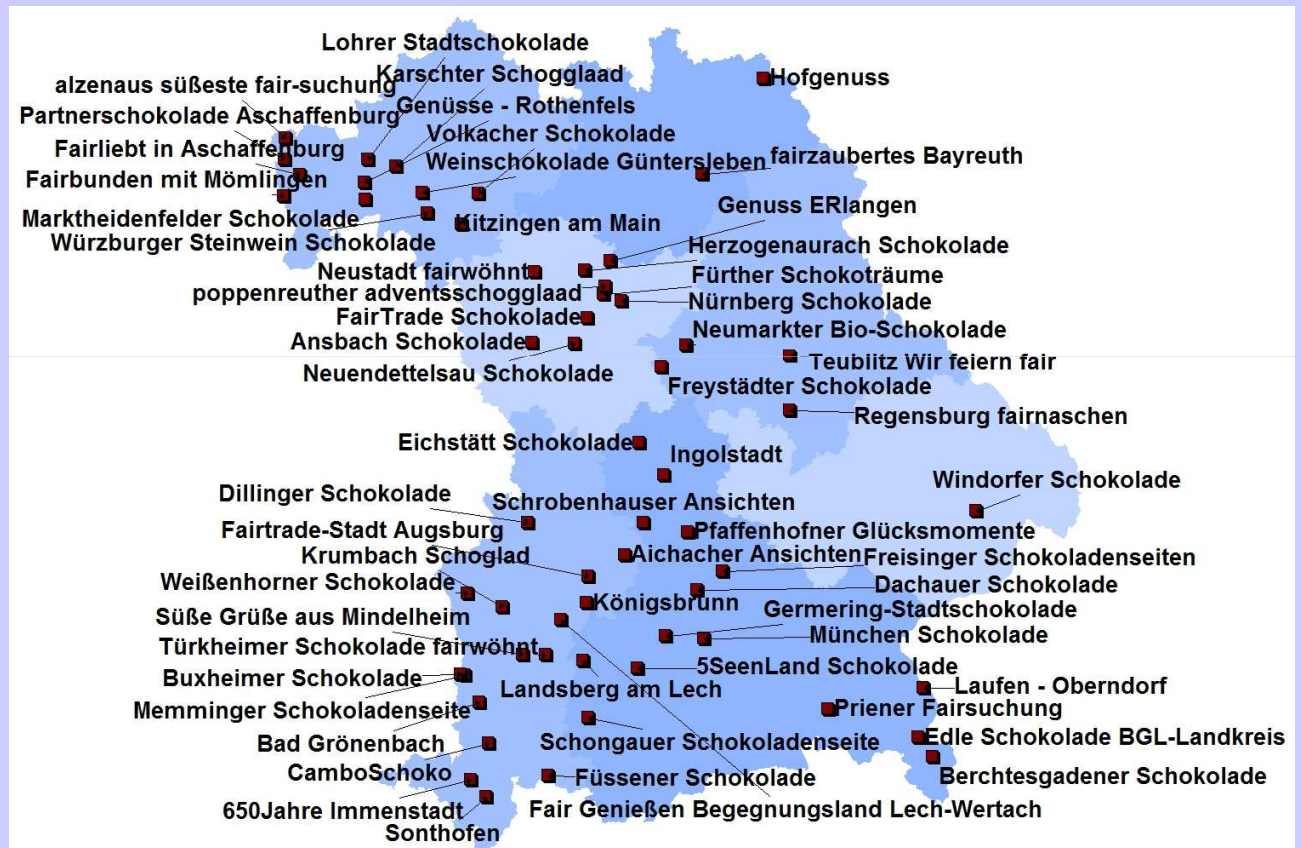 Lohrer Stadtschokolade
Karschter Schogglaad
Hofgenuss
alzenaus süßeste fair-suchung
Genüsse - Rothenfels
Partnerschokolade Aschaffenburg
Volkacher Schokolade
Fairliebt in Aschaffenburg
Weinschokolade Güntersleben
fairzaubertes Bayreuth
Fairbunden mit Mömlingen
Genuss ERlangen
Marktheidenfelder Schokolade
Kitzingen am Main
Würzburger Steinwein Schokolade
Herzogenaurach Schokolade
Neustadt fairwöhnt
Fürther Schokoträume
poppenreuther adventsschogglaad
Nürnberg Schokolade
FairTrade Schokolade
Neumarkter Bio-Schokolade
Ansbach Schokolade
Teublitz Wir feiern fair
Neuendettelsau Schokolade
Freystädter Schokolade
Regensburg fairnaschen
Eichstätt Schokolade
Ingolstadt
Windorfer Schokolade
Dillinger Schokolade
Schrobenhauser Ansichten
Fairtrade-Stadt Augsburg
Pfaffenhofner Glücksmomente
Krumbach Schoglad
Aichacher Ansichten
Freisinger Schokoladenseiten
Weißenhorner Schokolade
Dachauer Schokolade
Königsbrunn
Germering-Stadtschokolade
Süße Grüße aus Mindelheim
München Schokolade
Türkheimer Schokolade fairwöhnt
5SeenLand Schokolade
Buxheimer Schokolade
Landsberg am Lech
Laufen - Oberndorf
Memminger Schokoladenseite
Priener Fairsuchung
Bad Grönenbach
Schongauer Schokoladenseite
Edle Schokolade BGL-Landkreis
CamboSchoko
Füssener Schokolade
Berchtesgadener Schokolade
650Jahre Immenstadt
Fair Genießen Begegnungsland Lech-Wertach
Sonthofen